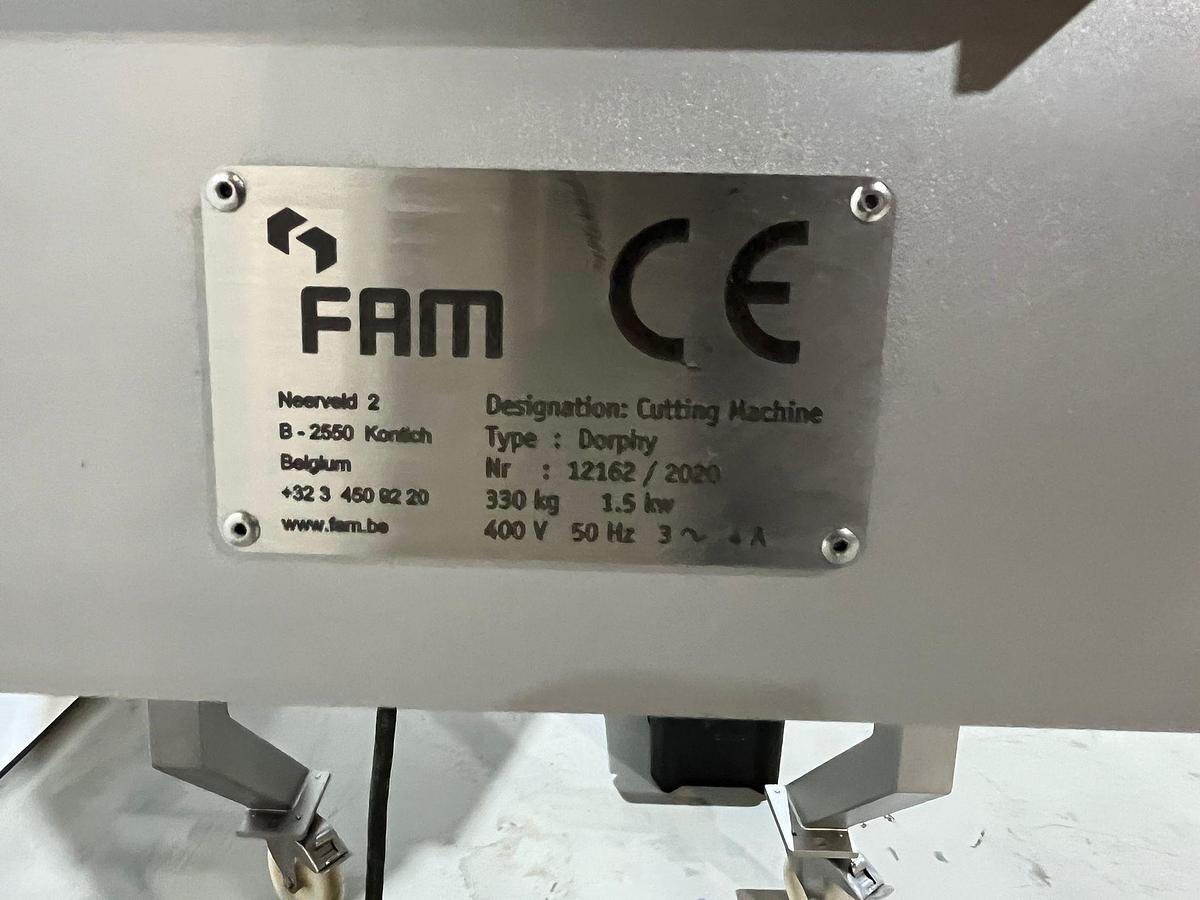 FAM
CE
Neerveld 2
B - 2550 Kontich
Belgium
+32 3 450 92 20
www.fam.be
Designation: Cutting Machine
Type : Dorphy
Nr : 12162 / 2020
330 kg 1.5 kw
400 V 50 Hz 3 ~ A